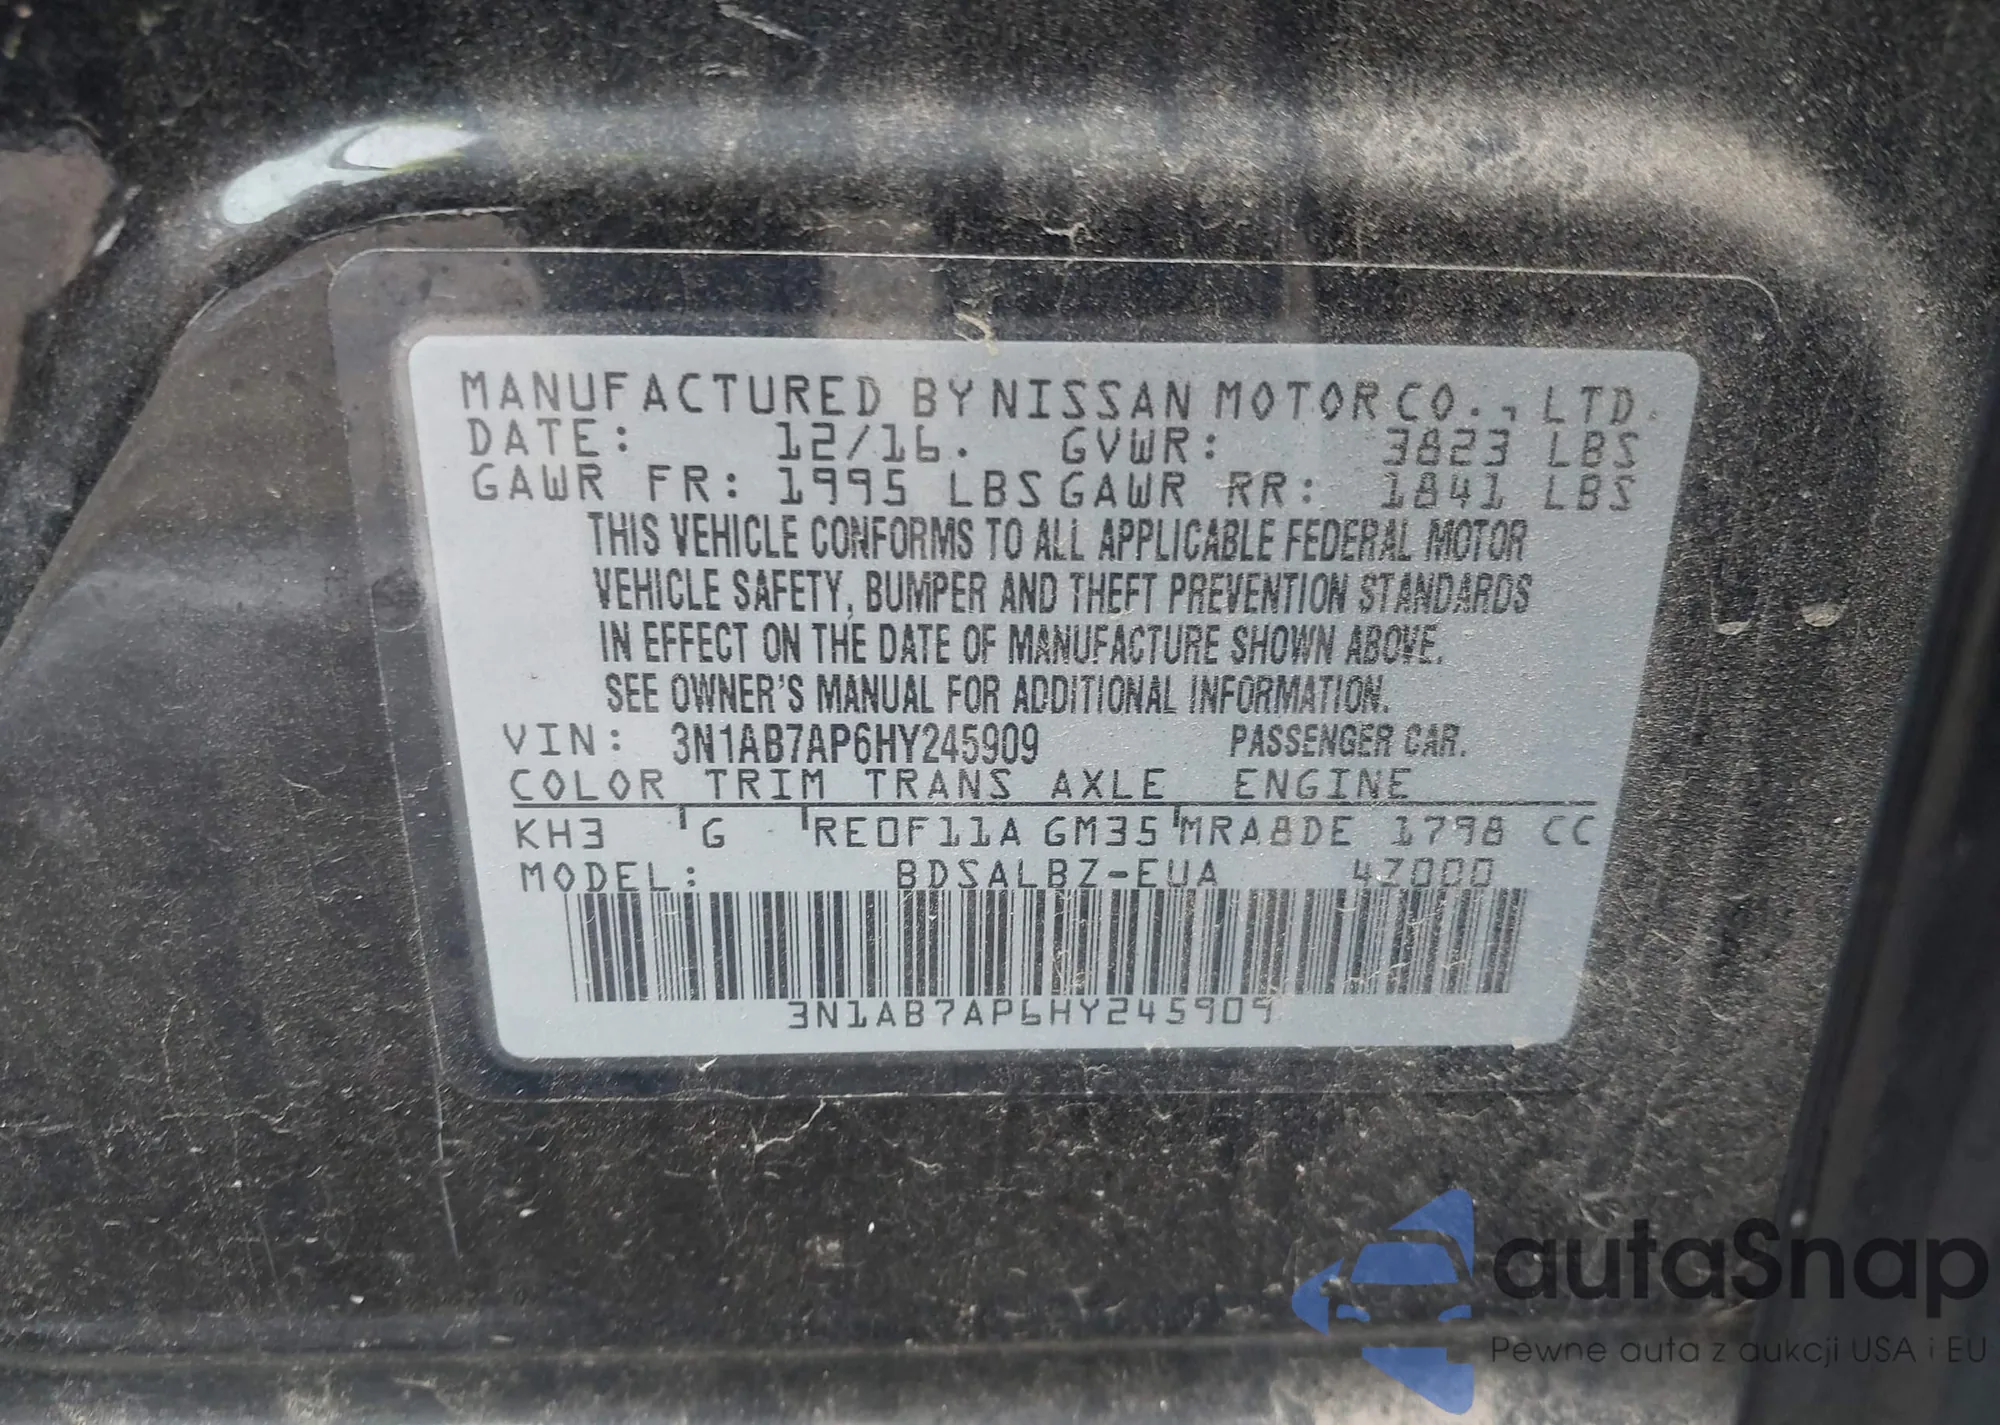 MANUFACTURED BY NISSAN MOTOR CO., LTD.
DATE: 12/16. GVWR: 3823 LBS
GAWR FR: 1995 LBS GAWR RR: 1841 LBS
THIS VEHICLE CONFORMS TO ALL APPLICABLE FEDERAL MOTOR
VEHICLE SAFETY, BUMPER AND THEFT PREVENTION STANDARDS
IN EFFECT ON THE DATE OF MANUFACTURE SHOWN ABOVE.
SEE OWNER'S MANUAL FOR ADDITIONAL INFORMATION.
VIN: 3N1AB7AP6HY245909 PASSENGER CAR.
COLOR TRIM TRANS AXLE ENGINE
KH3 G RE0F11A GM35 MRA8DE 1798 CC
MODEL: BDSALBZ-EUA 4Z000
3N1AB7AP6HY245909
autaSnap
Pewne auta z aukcji USA i EU